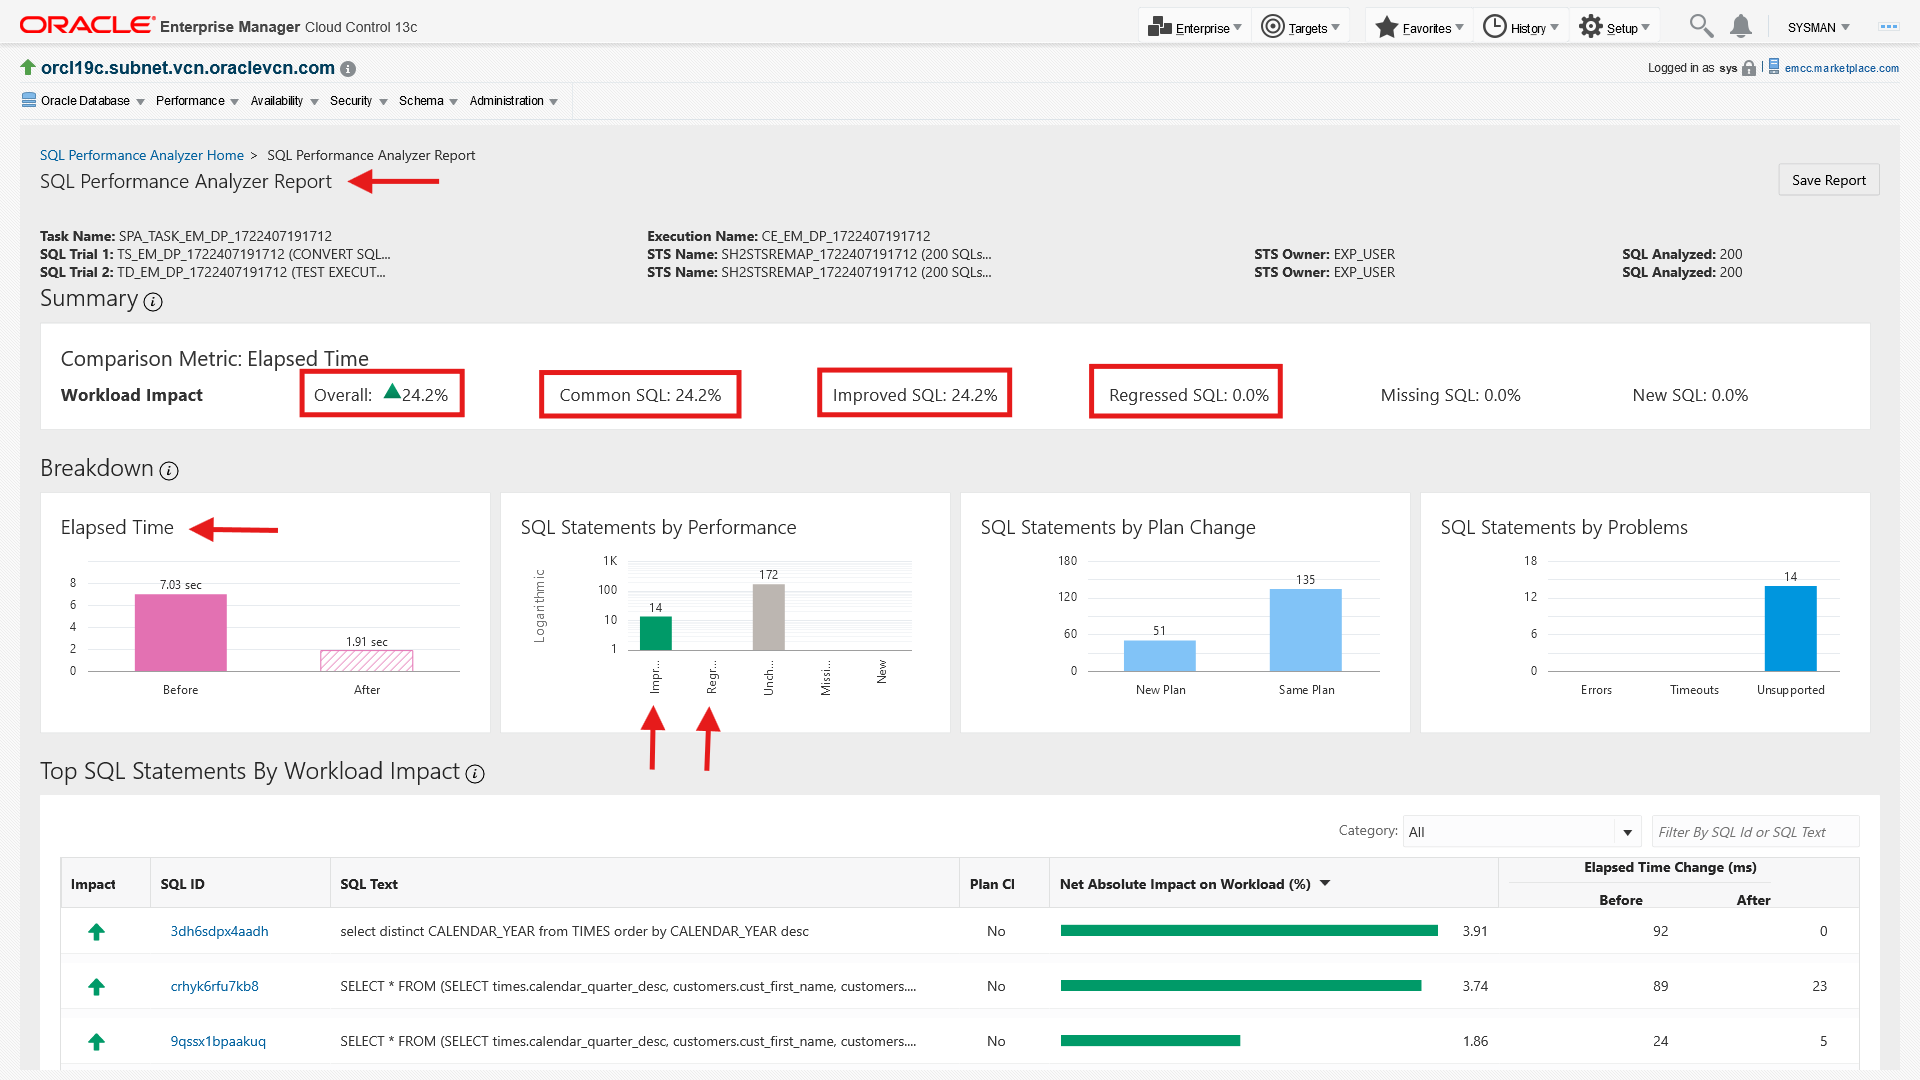 ORACLE® Enterprise Manager Cloud Control 13c
Enterprise Targets Favorites History Setup SYSMAN
orcl19c.subnet.vcn.oraclevcn.com
Logged in as sys emcc.marketplace.com
Oracle Database Performance Availability Security Schema Administration
SQL Performance Analyzer Home > SQL Performance Analyzer Report
SQL Performance Analyzer Report
Save Report
Task Name: SPA_TASK_EM_DP_1722407191712 Execution Name: CE_EM_DP_1722407191712
SQL Trial 1: TS_EM_DP_1722407191712 (CONVERT SQL... STS Name: SH2STSREMAP_1722407191712 (200 SQLs... STS Owner: EXP_USER SQL Analyzed: 200
SQL Trial 2: TD_EM_DP_1722407191712 (TEST EXECUT... STS Name: SH2STSREMAP_1722407191712 (200 SQLs... STS Owner: EXP_USER SQL Analyzed: 200
Summary
Comparison Metric: Elapsed Time
Workload Impact Overall: 24.2% Common SQL: 24.2% Improved SQL: 24.2% Regressed SQL: 0.0% Missing SQL: 0.0% New SQL: 0.0%
Breakdown
Elapsed Time
8
6
4
2
0
7.03 sec
1.91 sec
Before After
SQL Statements by Performance
Logarithmic
1K
100
10
1
14
172
Impr... Regr... Unch... Missi... New
SQL Statements by Plan Change
180
120
60
0
51
135
New Plan Same Plan
SQL Statements by Problems
18
12
6
0
14
Errors Timeouts Unsupported
Top SQL Statements By Workload Impact
Category: All Filter By SQL Id or SQL Text
Impact SQL ID SQL Text Plan Cl Net Absolute Impact on Workload (%) Elapsed Time Change (ms)
Before After
3dh6sdpx4aadh select distinct CALENDAR_YEAR from TIMES order by CALENDAR_YEAR desc No 3.91 92 0
crhyk6rfu7kb8 SELECT * FROM (SELECT times.calendar_quarter_desc, customers.cust_first_name, customers.... No 3.74 89 23
9qssx1bpaakuq SELECT * FROM (SELECT times.calendar_quarter_desc, customers.cust_first_name, customers.... No 1.86 24 5